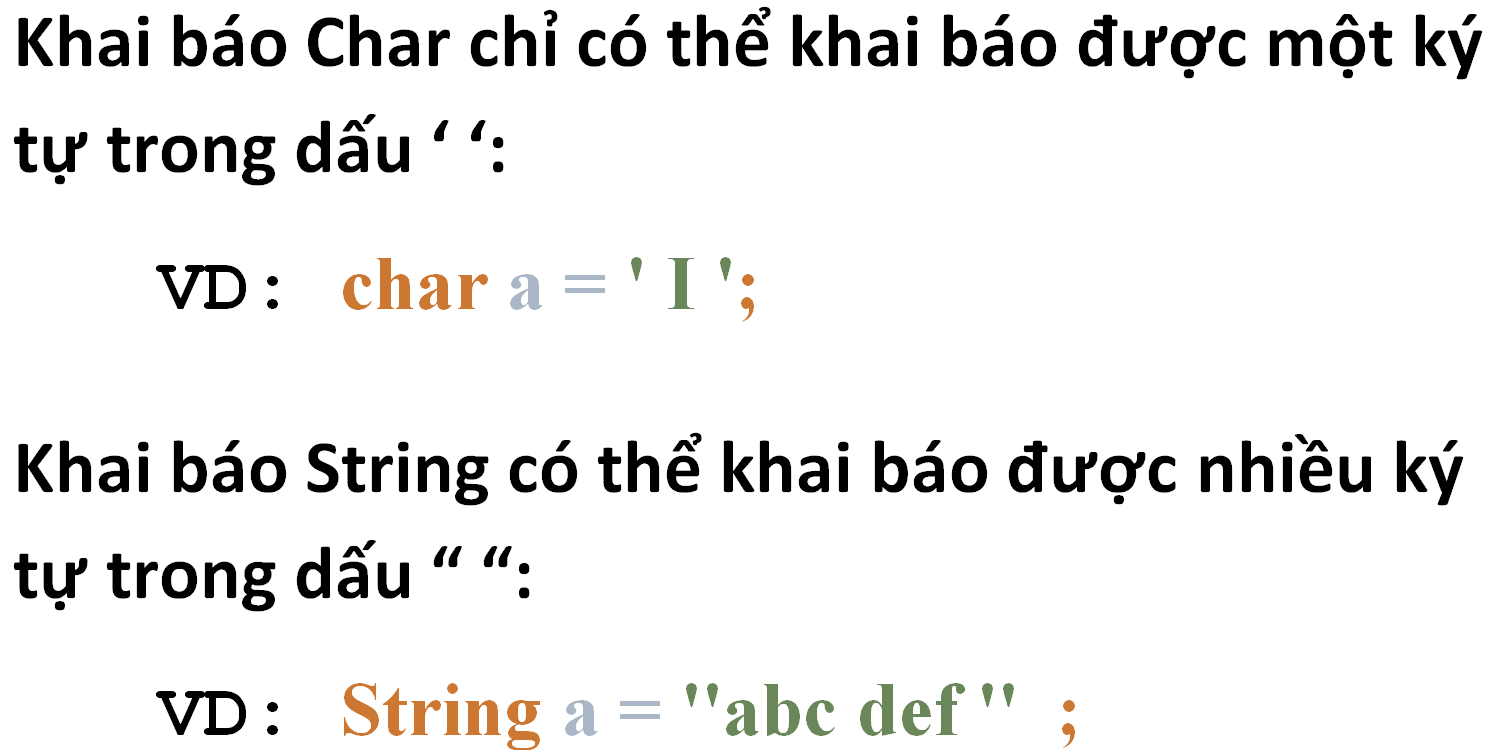 Khai báo Char chỉ có thể khai báo được một ký
tự trong dấu ‘ ‘:
VD: char a = ' I ';
Khai báo String có thể khai báo được nhiều ký
tự trong dấu “ “:
VD: String a = "abc def " ;